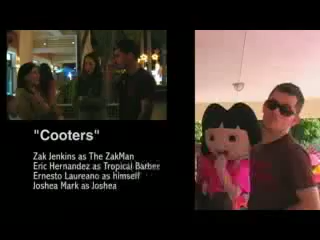 "Cooters"
Zak Jenkins as The ZakMan
Eric Hernandez as Tropical Barber
Ernesto Laureano as himself
Joshea Mark as Joshea